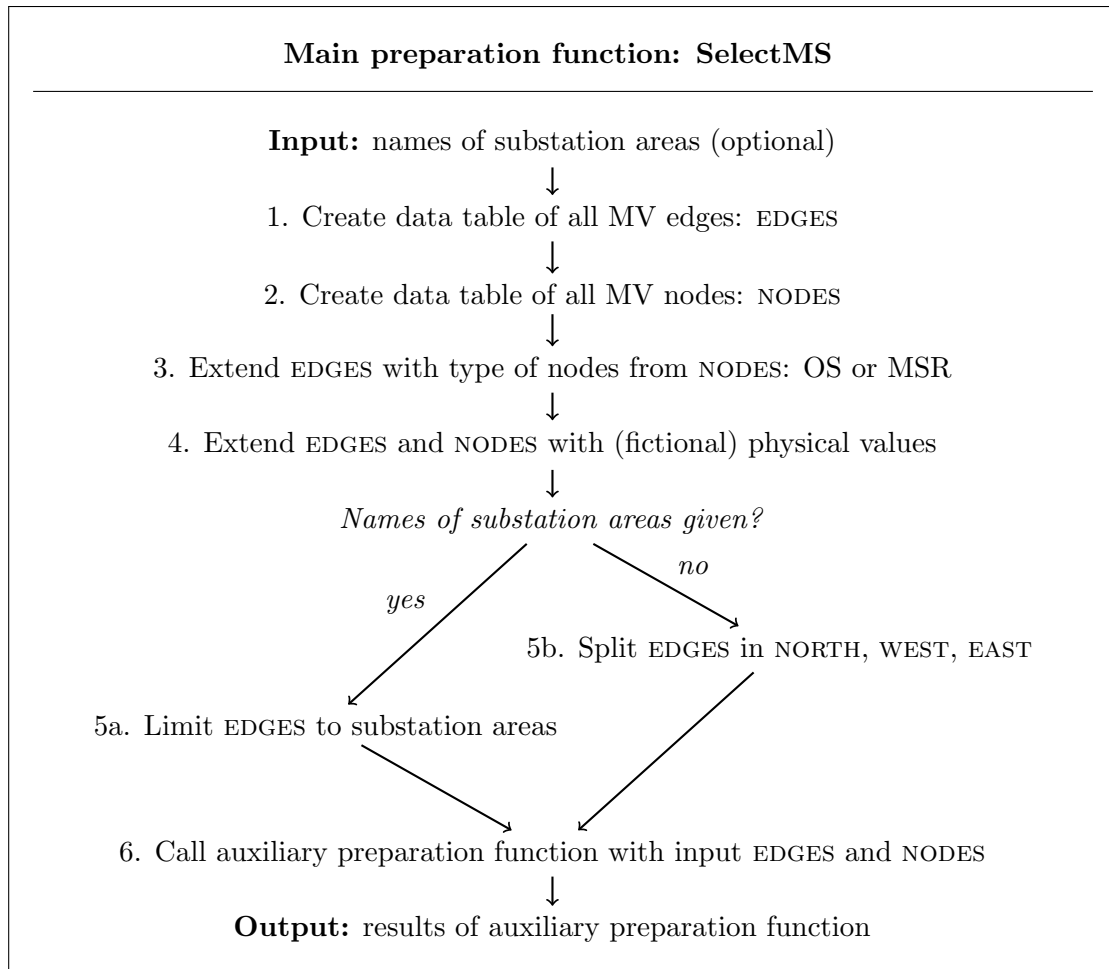 Main preparation function: SelectMS
Input: names of substation areas (optional)
1. Create data table of all MV edges: EDGES
2. Create data table of all MV nodes: NODES
3. Extend EDGES with type of nodes from NODES: OS or MSR
4. Extend EDGES and NODES with (fictional) physical values
Names of substation areas given?
no
yes
5b. Split EDGES in NORTH, WEST, EAST
5a. Limit EDGES to substation areas
6. Call auxiliary preparation function with input EDGES and NODES
Output: results of auxiliary preparation function